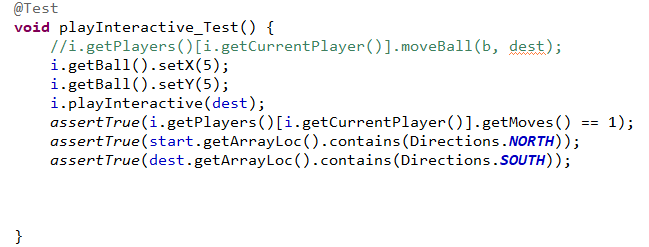 @Test
void playInteractive_Test() {
    //i.getPlayers()[i.getCurrentPlayer()].moveBall(b, dest);
    i.getBall().setX(5);
    i.getBall().setY(5);
    i.playInteractive(dest);
    assertTrue(i.getPlayers()[i.getCurrentPlayer()].getMoves() == 1);
    assertTrue(start.getArrayLoc().contains(Directions.NORTH));
    assertTrue(dest.getArrayLoc().contains(Directions.SOUTH));
}